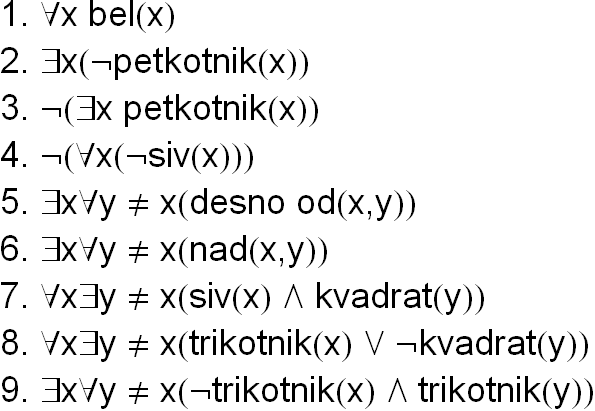 1. ∀x bel(x)
2. ∃x(¬petkotnik(x))
3. ¬(∃x petkotnik(x))
4. ¬(∀x(¬siv(x)))
5. ∃x∀y ≠ x(desno od(x,y))
6. ∃x∀y ≠ x(nad(x,y))
7. ∀x∃y ≠ x(siv(x) ∧ kvadrat(y))
8. ∀x∃y ≠ x(trikotnik(x) ∨ ¬kvadrat(y))
9. ∃x∀y ≠ x(¬trikotnik(x) ∧ trikotnik(y))